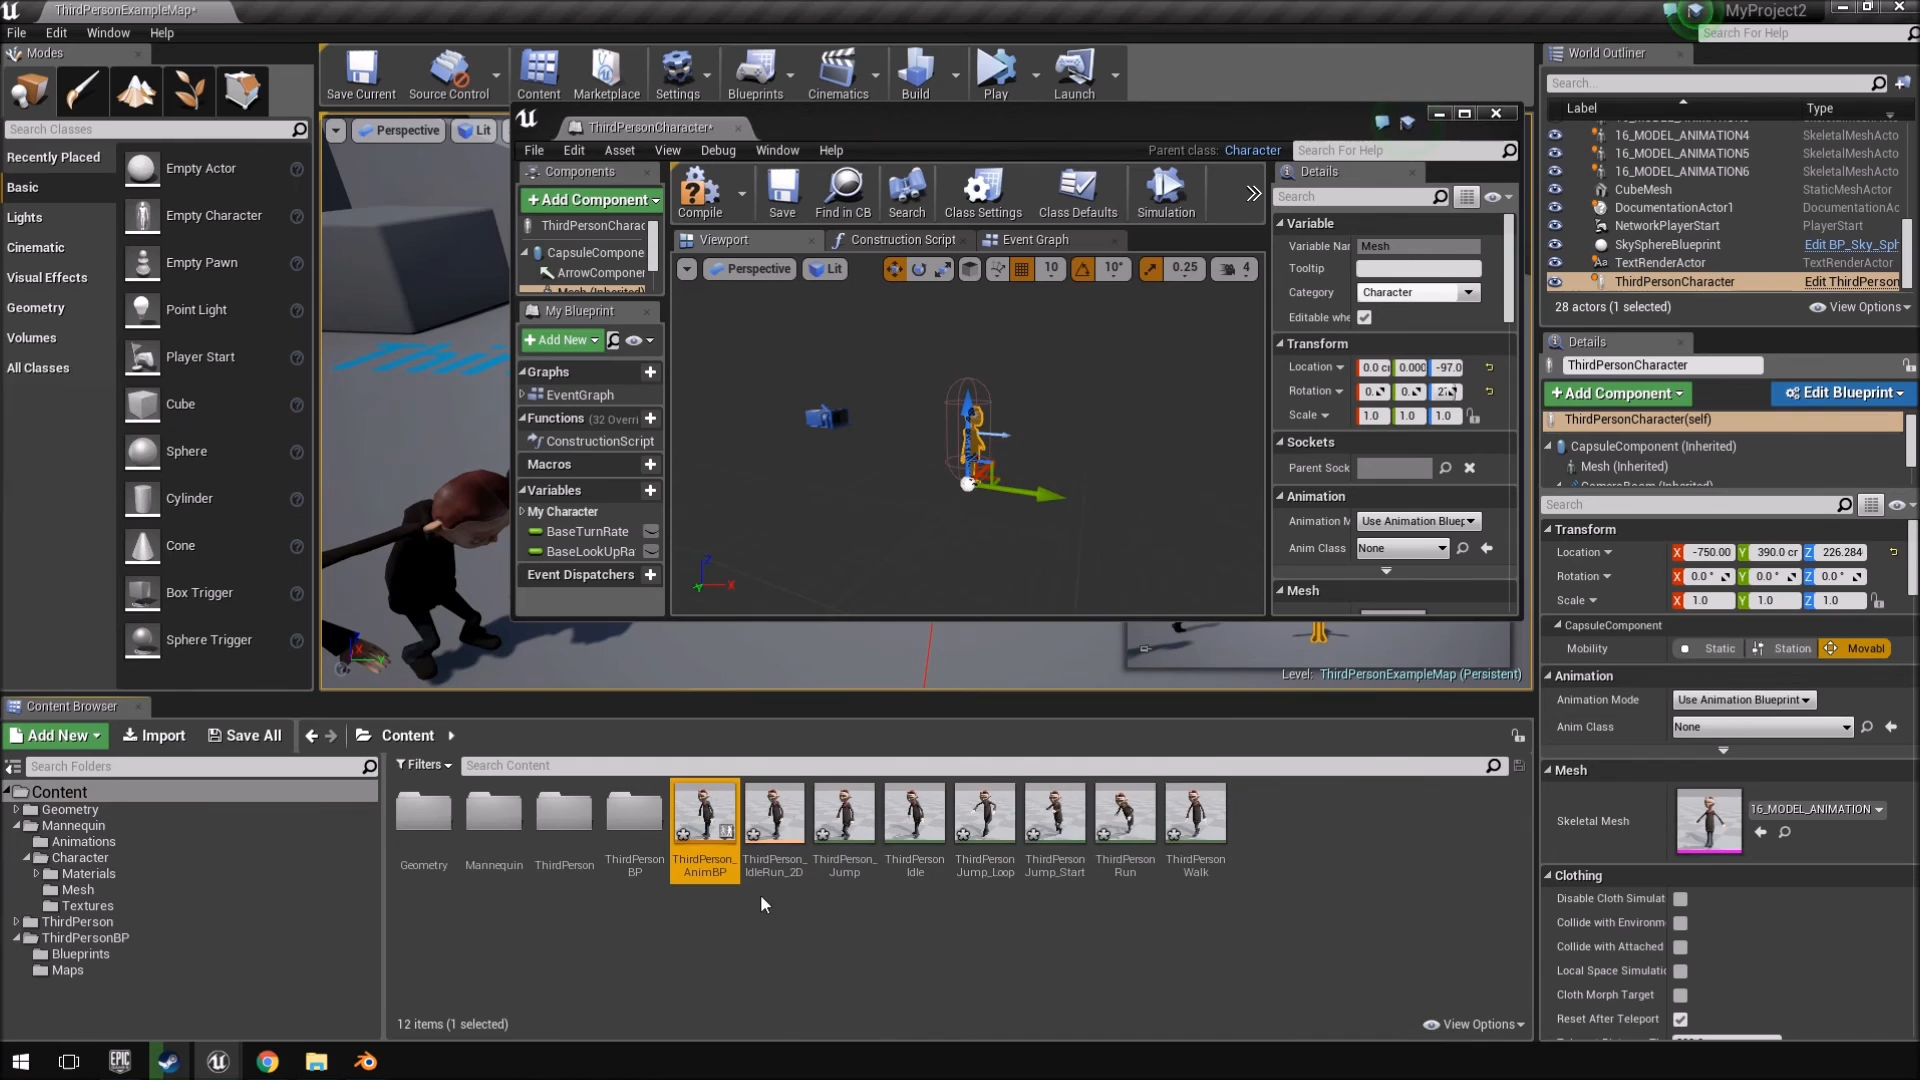 ThirdPersonExampleMap*
MyProject2
File Edit Window Help
Search For Help
Modes
Save Current
Source Control
Content
Marketplace
Settings
Blueprints
Cinematics
Build
Play
Launch
World Outliner
Search...
Label
Type
Search Classes
Recently Placed
Basic
Lights
Cinematic
Visual Effects
Geometry
Volumes
All Classes
Empty Actor
Empty Character
Empty Pawn
Point Light
Player Start
Cube
Sphere
Cylinder
Cone
Box Trigger
Sphere Trigger
Perspective
Lit
ThirdPersonCharacter*
File Edit Asset View Debug Window Help
Parent class: Character
Search For Help
Components
+ Add Component
ThirdPersonCharac
CapsuleCompone
ArrowComponer
Mesh (Inherited)
My Blueprint
+ Add New
Graphs
EventGraph
Functions (32 Overri
ConstructionScript
Macros
Variables
My Character
BaseTurnRate
BaseLookUpRa
Event Dispatchers
Compile
Save
Find in CB
Search
Class Settings
Class Defaults
Simulation
Viewport
Construction Script
Event Graph
Perspective
Lit
10
10°
0.25
4
Z
X
Y
Details
Search
Variable
Variable Nar Mesh
Tooltip
Category Character
Editable whe
Transform
Location 0.0 c 0.000 -97.0
Rotation 0. 0.
Scale 1.0 1.0 1.0
Sockets
Parent Sock
Animation
Animation M Use Animation Bluep
Anim Class None
Mesh
16_MODEL_ANIMATION4 SkeletalMeshActo
16_MODEL_ANIMATION5 SkeletalMeshActo
16_MODEL_ANIMATION6 SkeletalMeshActo
CubeMesh StaticMeshActor
DocumentationActor1 DocumentationAc
NetworkPlayerStart PlayerStart
SkySphereBlueprint Edit BP_Sky_Sph
TextRenderActor TextRenderActor
ThirdPersonCharacter Edit ThirdPerson
28 actors (1 selected)
View Options
Details
ThirdPersonCharacter
+ Add Component
Edit Blueprint
ThirdPersonCharacter(self)
CapsuleComponent (Inherited)
Mesh (Inherited)
CameraBoom (Inherited)
Search
Transform
Location X -750.00 Y 390.0 cr Z 226.284
Rotation X 0.0 ° Y 0.0 ° Z 0.0 °
Scale X 1.0 Y 1.0 Z 1.0
CapsuleComponent
Mobility Static Station Movabl
Animation
Animation Mode Use Animation Blueprint
Anim Class None
Mesh
Skeletal Mesh 16_MODEL_ANIMATION
Clothing
Disable Cloth Simulat
Collide with Environm
Collide with Attached
Local Space Simulatio
Cloth Morph Target
Reset After Teleport
Level: ThirdPersonExampleMap (Persistent)
Content Browser
Add New
Import
Save All
Content
Search Folders
Filters
Search Content
Content
Geometry
Mannequin
Animations
Character
Materials
Mesh
Textures
ThirdPerson
ThirdPersonBP
Blueprints
Maps
Geometry
Mannequin
ThirdPerson
ThirdPerson
BP
ThirdPerson_
AnimBP
ThirdPerson_
IdleRun_2D
ThirdPerson_
Jump
ThirdPerson
Idle
ThirdPerson
Jump_Loop
ThirdPerson
Jump_Start
ThirdPerson
Run
ThirdPerson
Walk
12 items (1 selected)
View Options
EPIC
GAMES